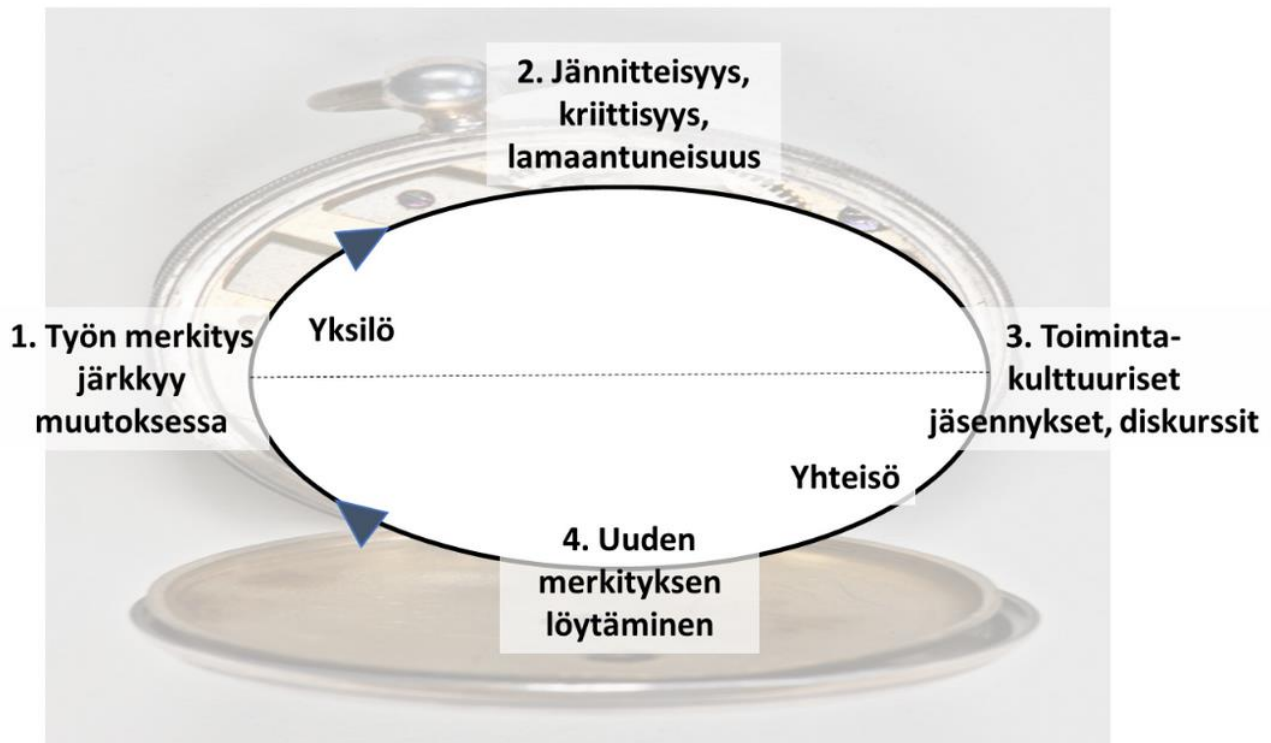 2. Jännitteisyys,
kriittisyys,
lamaantuneisuus
1. Työn merkitys
järkkyy
muutoksessa
Yksilö
3. Toiminta-
kulttuuriset
jäsennykset, diskurssit
Yhteisö
4. Uuden
merkityksen
löytäminen